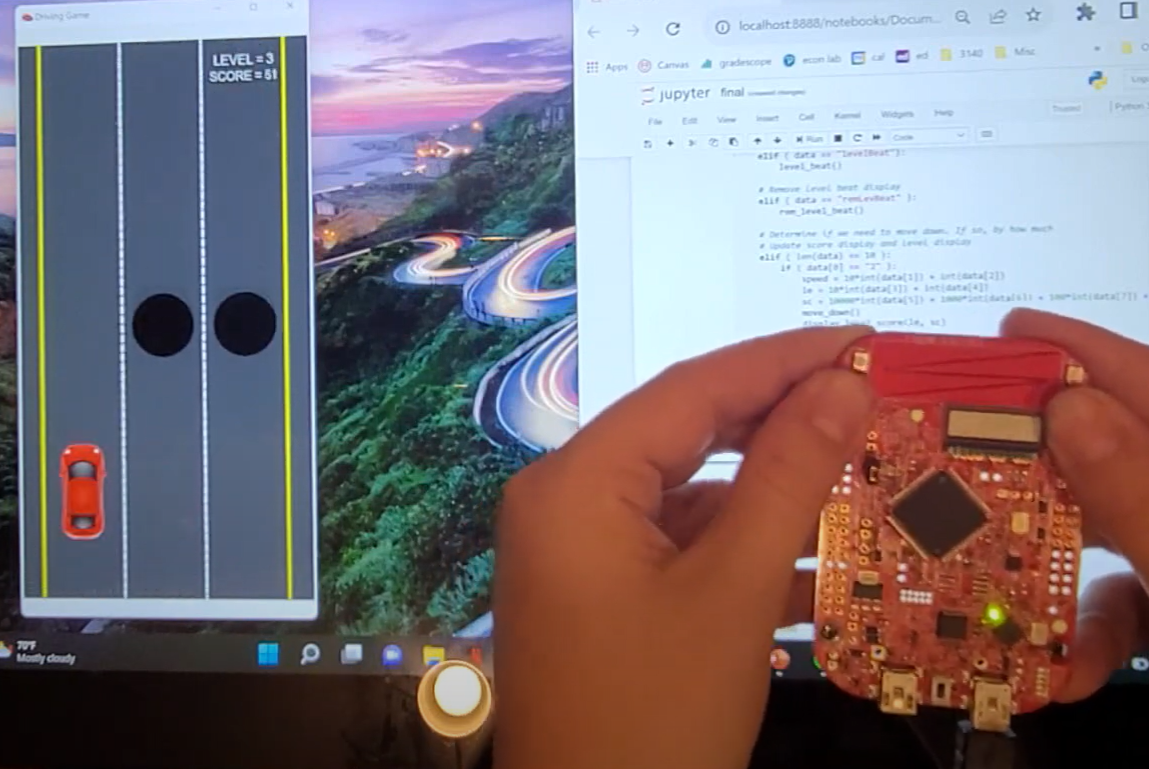 Driving Game
LEVEL = 3
SCORE = 51
localhost:8888/notebooks/Docum...
Apps Canvas gradescope econ lab cal ed 3140 Misc
jupyter final (unsaved changes)
File Edit View Insert Cell Kernel Widgets Help
Trusted Python
Run Code
elif ( data == "levelBeat"):
level_beat()
# Remove level beat display
elif ( data == "remLevBeat" ):
rem_level_beat()
# Determine if we need to move down. If so, by how much
# Update score display and level display
elif ( len(data) == 10 ):
if ( data[0] == "2" ):
speed = 10*int(data[1]) + int(data[2])
le = 10*int(data[3]) + int(data[4])
sc = 10000*int(data[5]) + 1000*int(data[6]) + 100*int(data[7]) +
move_down()
display_level_score(le, sc)
70°F
Mostly cloudy